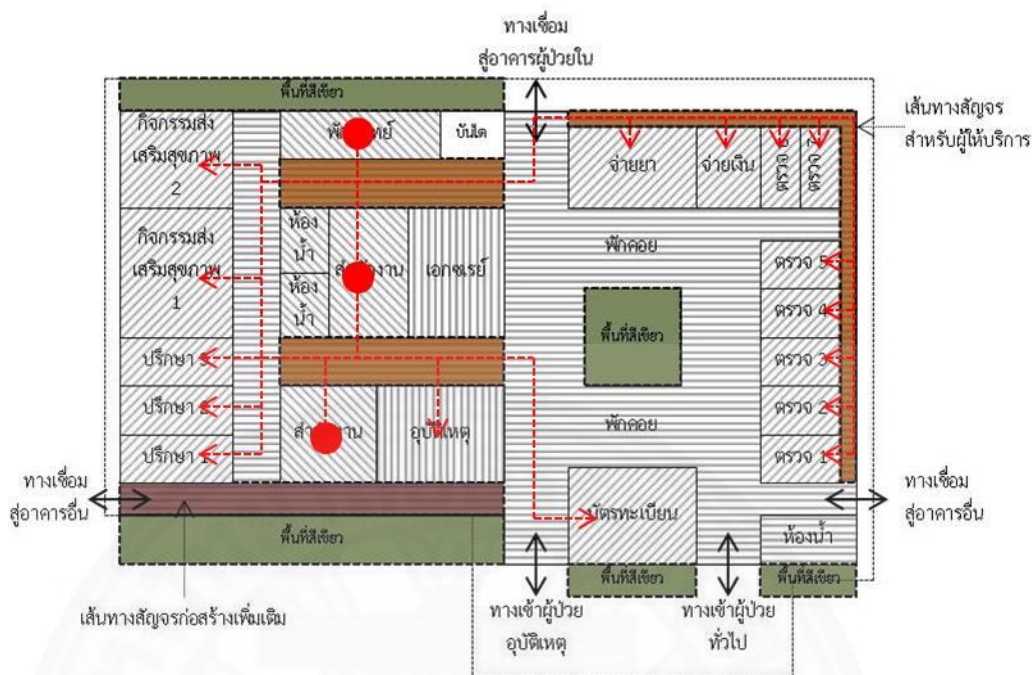 ทางเชื่อม
สู่อาคารผู้ป่วยใน
พื้นที่สีเขียว
เส้นทางสัญจร
สำหรับผู้ให้บริการ
กิจกรรมส่ง
เสริมสุขภาพ
2
บันได
จ่ายยา
จ่ายเงิน
ตรวจ
ตรวจ
กิจกรรมส่ง
เสริมสุขภาพ
1
ห้อง
น้ำ
ห้อง
น้ำ
เอกซเรย์
พักคอย
ตรวจ 5
ตรวจ 4
ตรวจ 3
ตรวจ 2
ตรวจ 1
พื้นที่สีเขียว
พักคอย
ปรึกษา 3
ปรึกษา 2
ปรึกษา 1
อุบัติเหตุ
บัตรทะเบียน
ห้องน้ำ
ทางเชื่อม
สู่อาคารอื่น
ทางเชื่อม
สู่อาคารอื่น
พื้นที่สีเขียว
พื้นที่สีเขียว
พื้นที่สีเขียว
เส้นทางสัญจรก่อสร้างเพิ่มเติม
ทางเข้าผู้ป่วย
อุบัติเหตุ
ทางเข้าผู้ป่วย
ทั่วไป